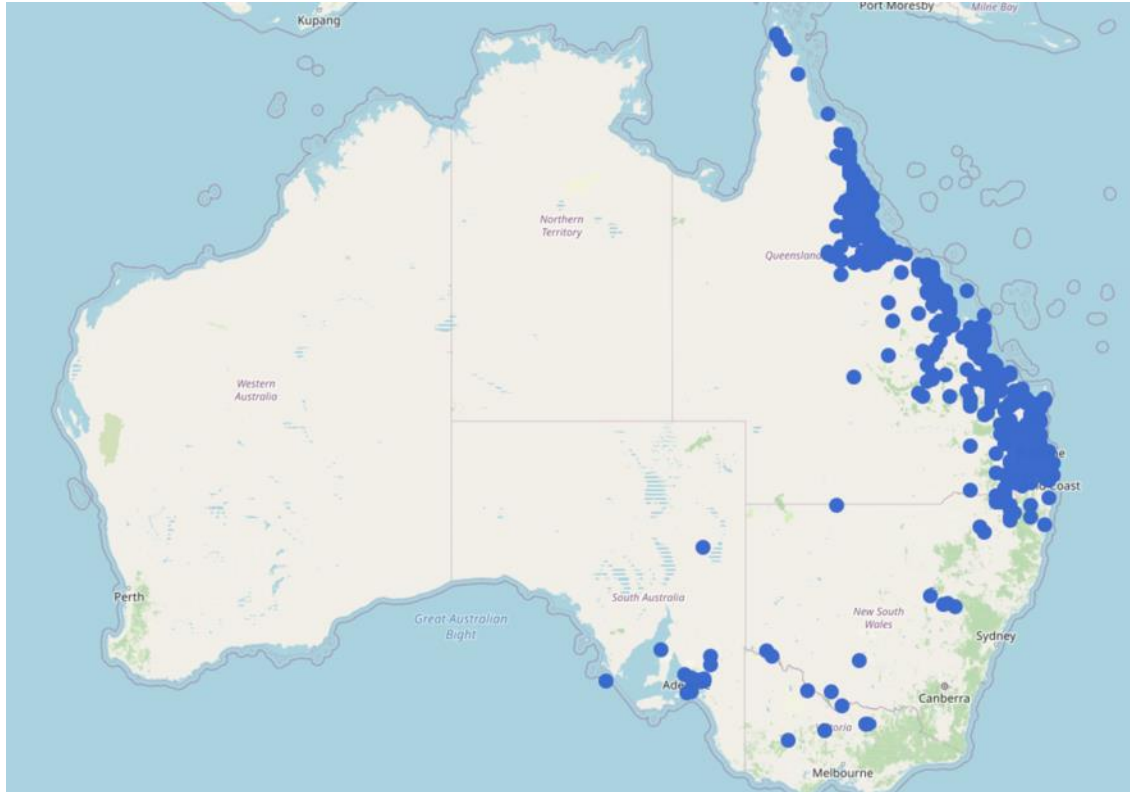 Kupang
Port Moresby
Milne Bay
Northern
Territory
Queensland
Western
Australia
Coast
Perth
South Australia
Great Australian
Bight
New South
Wales
Sydney
Canberra
Melbourne